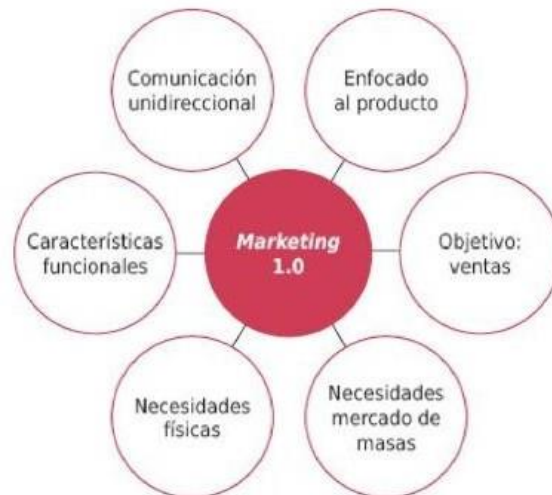 Comunicación
unidireccional
Enfocado
al producto
Características
funcionales
Marketing
1.0
Objetivo:
ventas
Necesidades
físicas
Necesidades
mercado de
masas